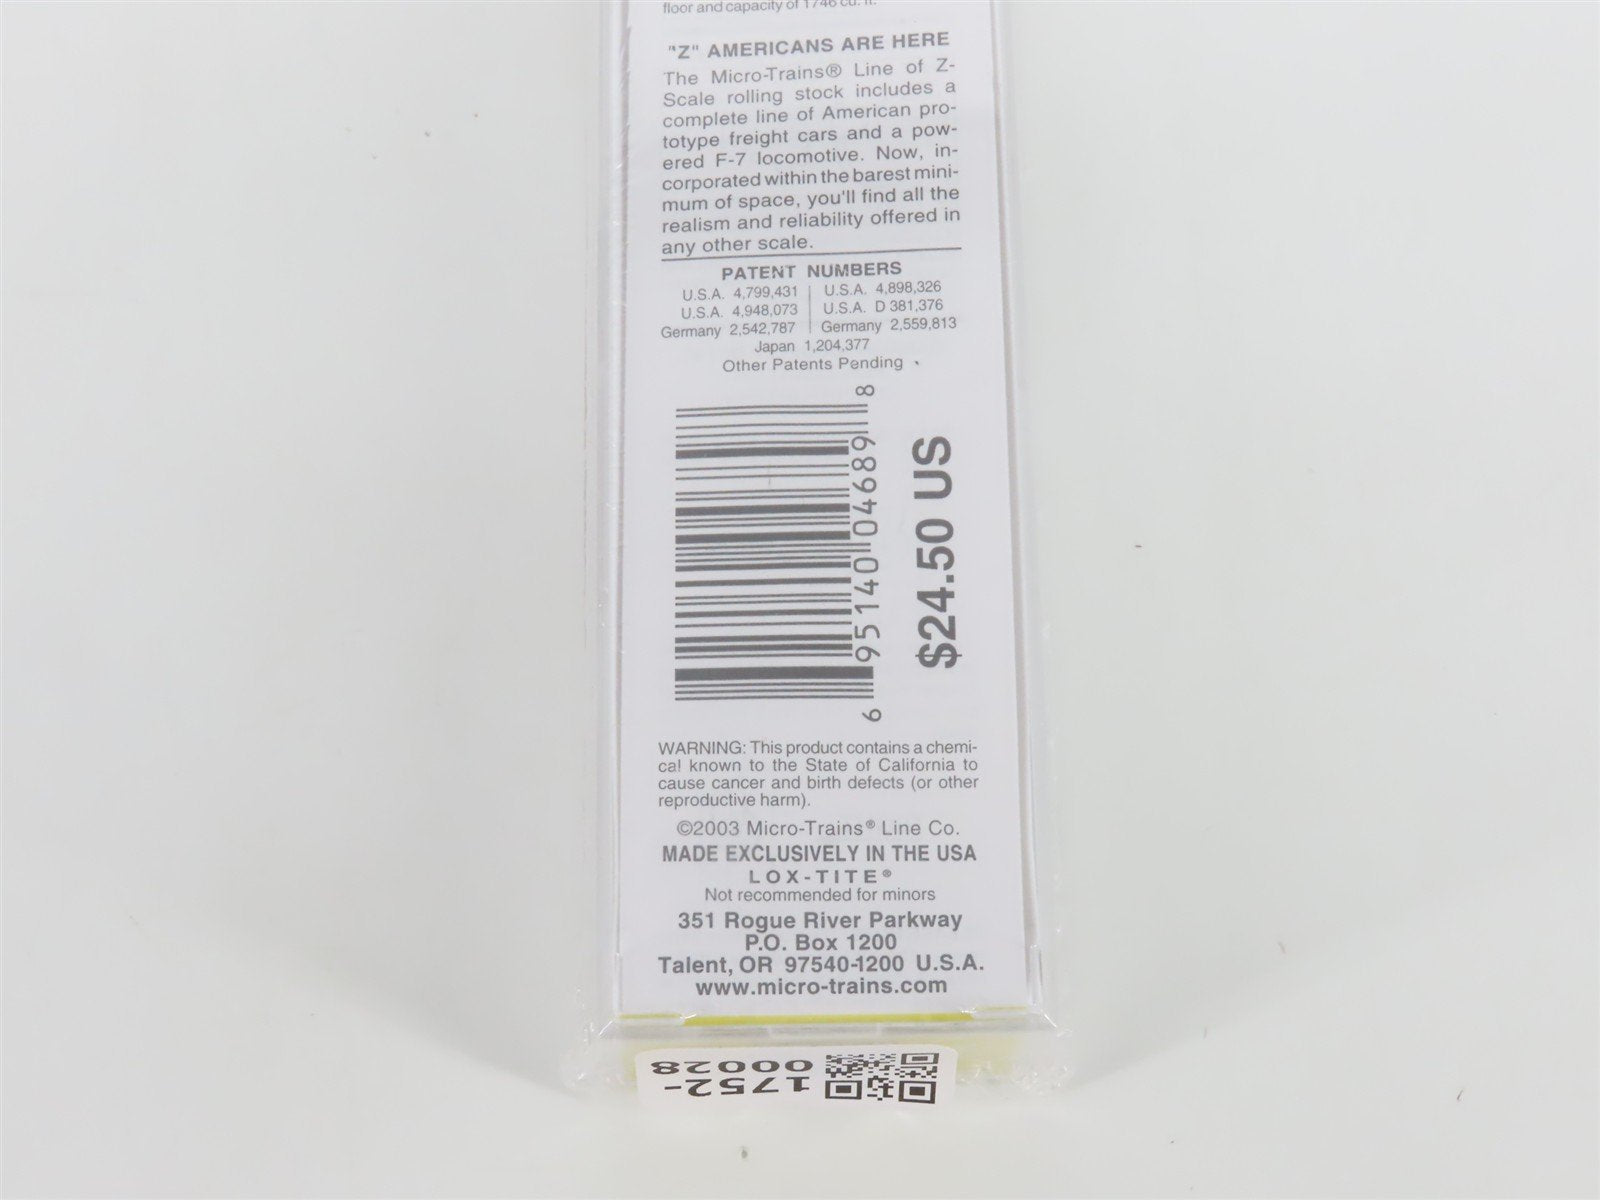 floor and capacity of 1746 cu. ft.
"Z" AMERICANS ARE HERE
The Micro-Trains® Line of Z-
Scale rolling stock includes a
complete line of American pro-
totype freight cars and a pow-
ered F-7 locomotive. Now, in-
corporated within the barest mini-
mum of space, you'll find all the
realism and reliability offered in
any other scale.
PATENT NUMBERS
U.S.A. 4,799,431 U.S.A. 4,898,326
U.S.A. 4,948,073 U.S.A. D 381,376
Germany 2,542,787 Germany 2,559,813
Japan 1,204,377
Other Patents Pending
6 95140 04689 8
$24.50 US
WARNING: This product contains a chemi-
cal known to the State of California to
cause cancer and birth defects (or other
reproductive harm).
©2003 Micro-Trains® Line Co.
MADE EXCLUSIVELY IN THE USA
LOX-TITE®
Not recommended for minors
351 Rogue River Parkway
P.O. Box 1200
Talent, OR 97540-1200 U.S.A.
www.micro-trains.com
1752-
00028